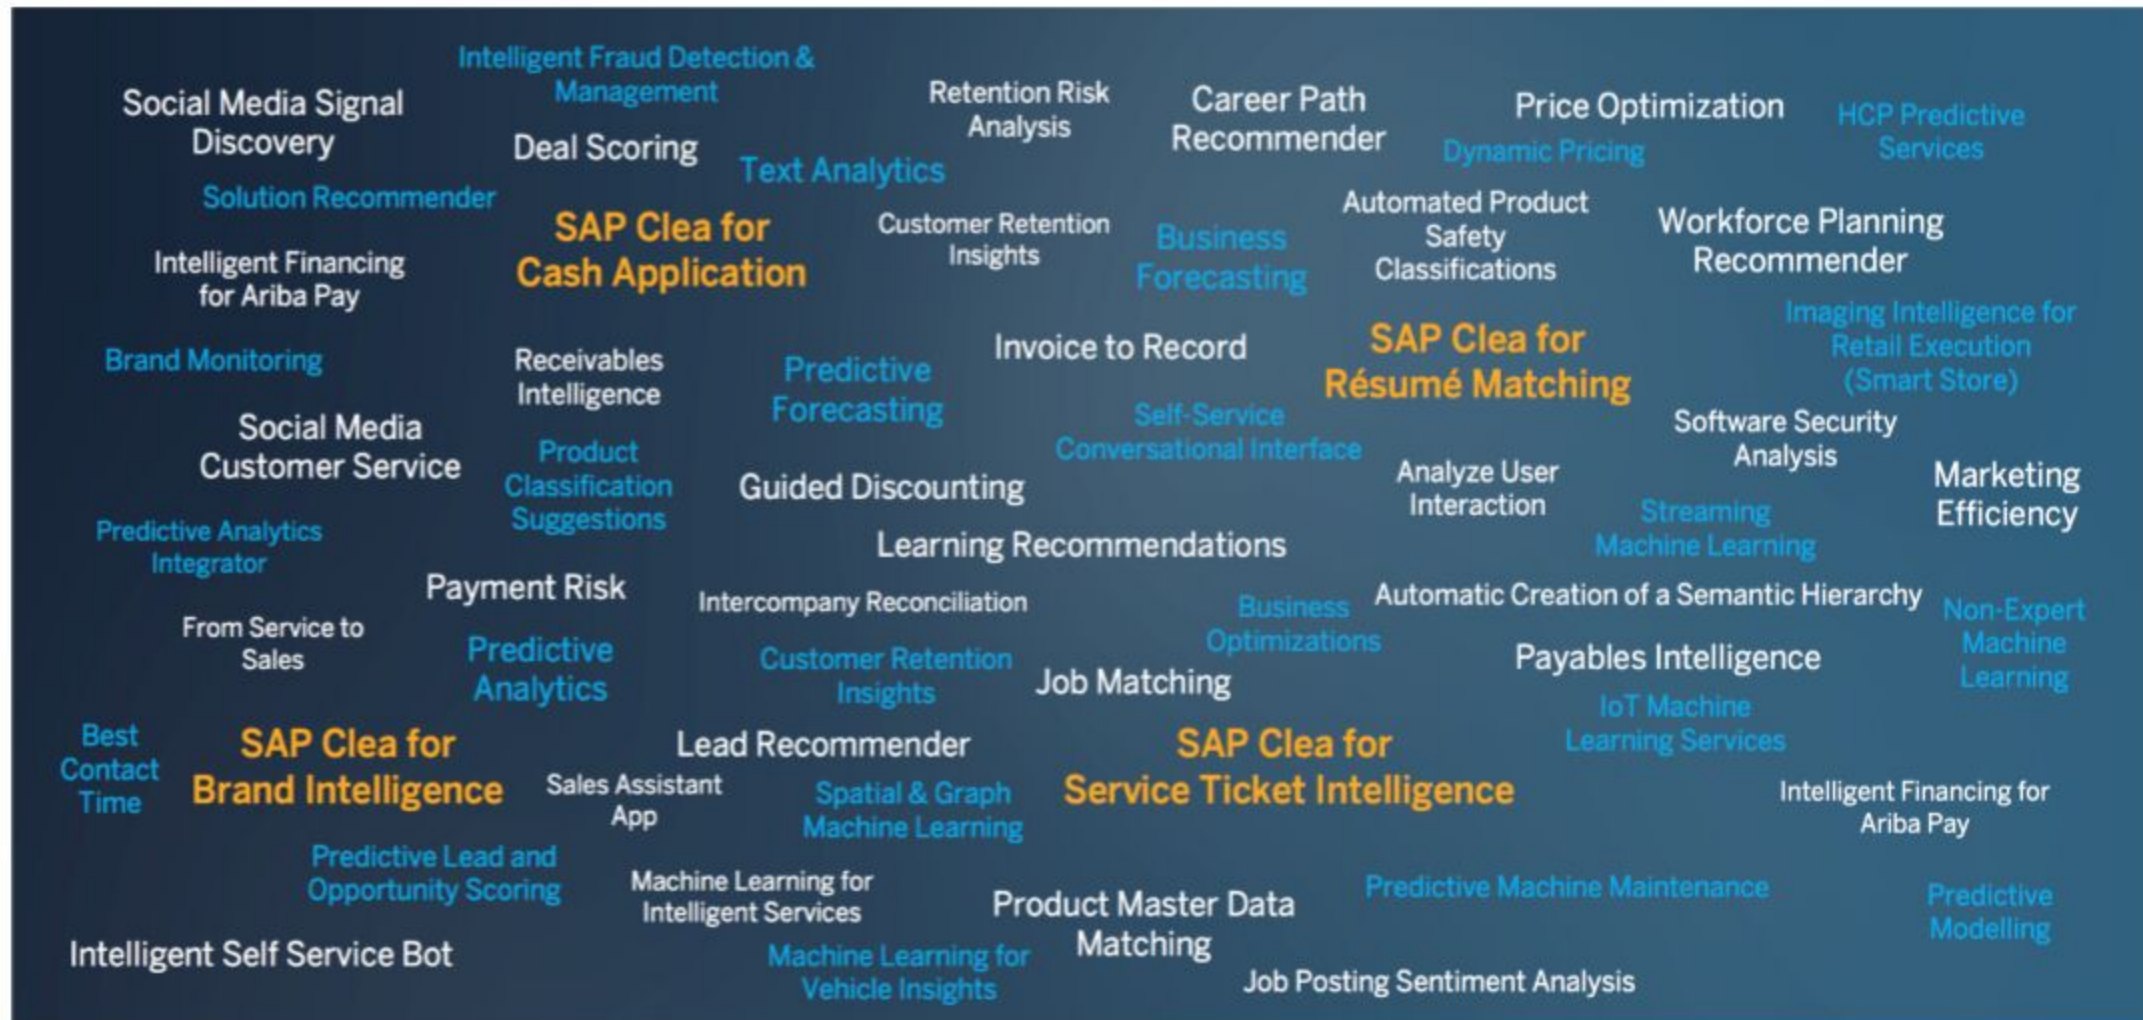 Intelligent Fraud Detection &
Management
Social Media Signal
Discovery
Deal Scoring
Retention Risk
Analysis
Career Path
Recommender
Price Optimization
HCP Predictive
Services
Dynamic Pricing
Text Analytics
Solution Recommender
SAP Clea for
Cash Application
Customer Retention
Insights
Business
Forecasting
Automated Product
Safety
Classifications
Workforce Planning
Recommender
Intelligent Financing
for Ariba Pay
Imaging Intelligence for
Retail Execution
(Smart Store)
Brand Monitoring
Receivables
Intelligence
Predictive
Forecasting
Invoice to Record
SAP Clea for
Résumé Matching
Self-Service
Conversational Interface
Software Security
Analysis
Social Media
Customer Service
Product
Classification
Suggestions
Guided Discounting
Analyze User
Interaction
Marketing
Efficiency
Streaming
Machine Learning
Predictive Analytics
Integrator
Learning Recommendations
Payment Risk
Intercompany Reconciliation
Business
Optimizations
Automatic Creation of a Semantic Hierarchy
Non-Expert
Machine
Learning
From Service to
Sales
Predictive
Analytics
Customer Retention
Insights
Job Matching
Payables Intelligence
IoT Machine
Learning Services
Best
Contact
Time
SAP Clea for
Brand Intelligence
Lead Recommender
SAP Clea for
Service Ticket Intelligence
Sales Assistant
App
Spatial & Graph
Machine Learning
Intelligent Financing for
Ariba Pay
Predictive Lead and
Opportunity Scoring
Machine Learning for
Intelligent Services
Product Master Data
Matching
Predictive Machine Maintenance
Predictive
Modelling
Intelligent Self Service Bot
Machine Learning for
Vehicle Insights
Job Posting Sentiment Analysis